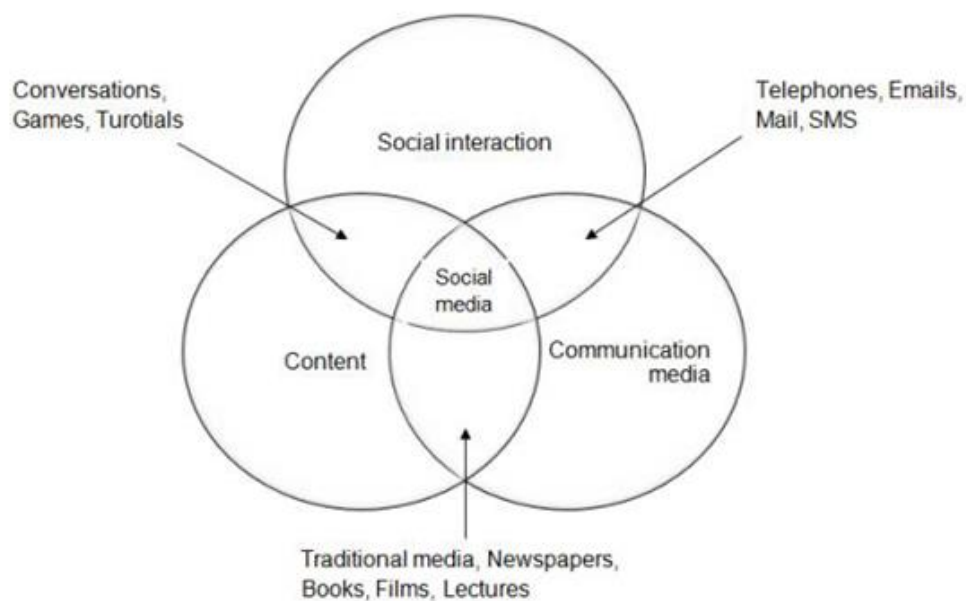 Conversations,
Games, Turotials
Telephones, Emails,
Mail, SMS
Social interaction
Social
media
Content
Communication
media
Traditional media, Newspapers,
Books, Films, Lectures